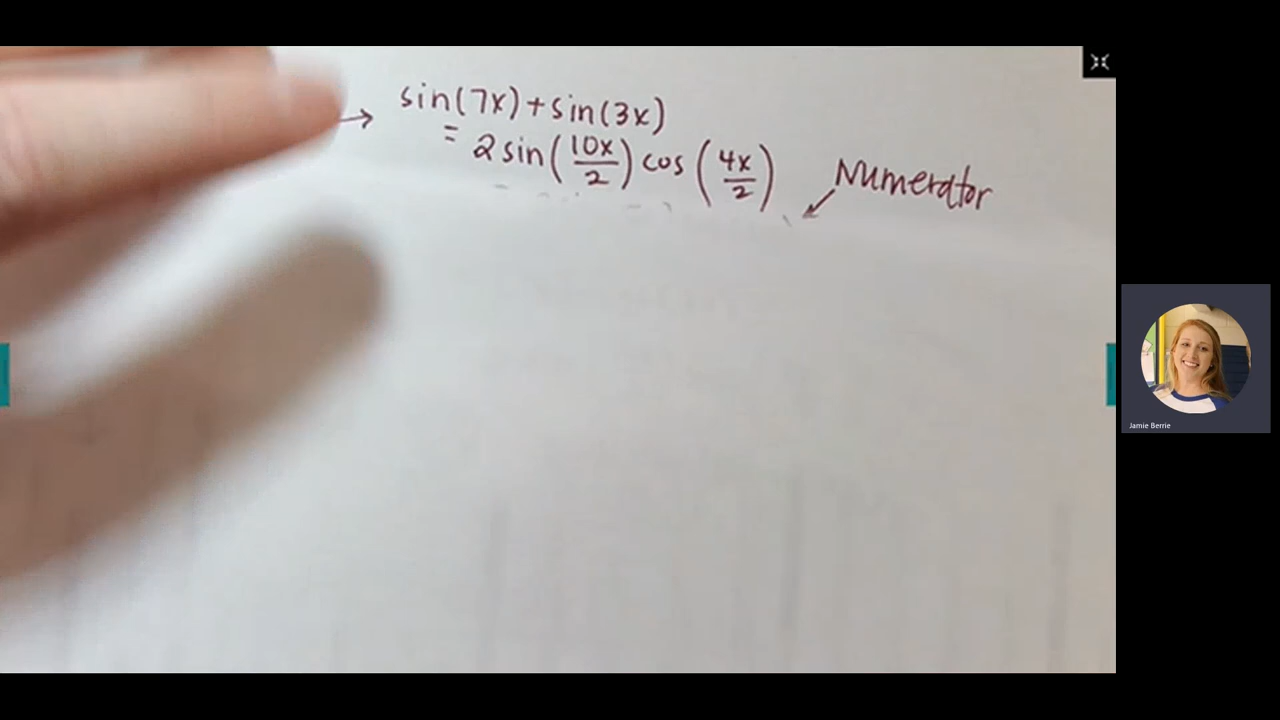 → sin(7x)+sin(3x)
= 2 sin(10x/2) cos(4x/2)
Numerator
Jamie Berrie